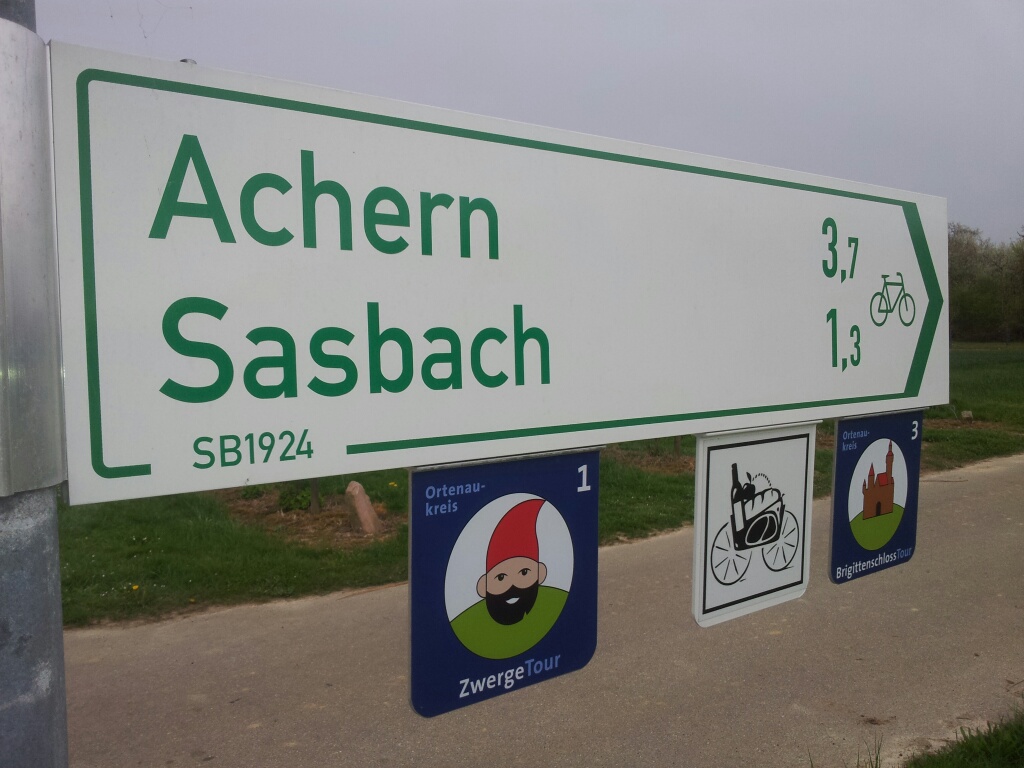 Achern 3,7
Sasbach 1,3
SB1924
Ortenau-
kreis
1
ZwergeTour
Ortenau-
kreis
3
BrigittenschlossTour